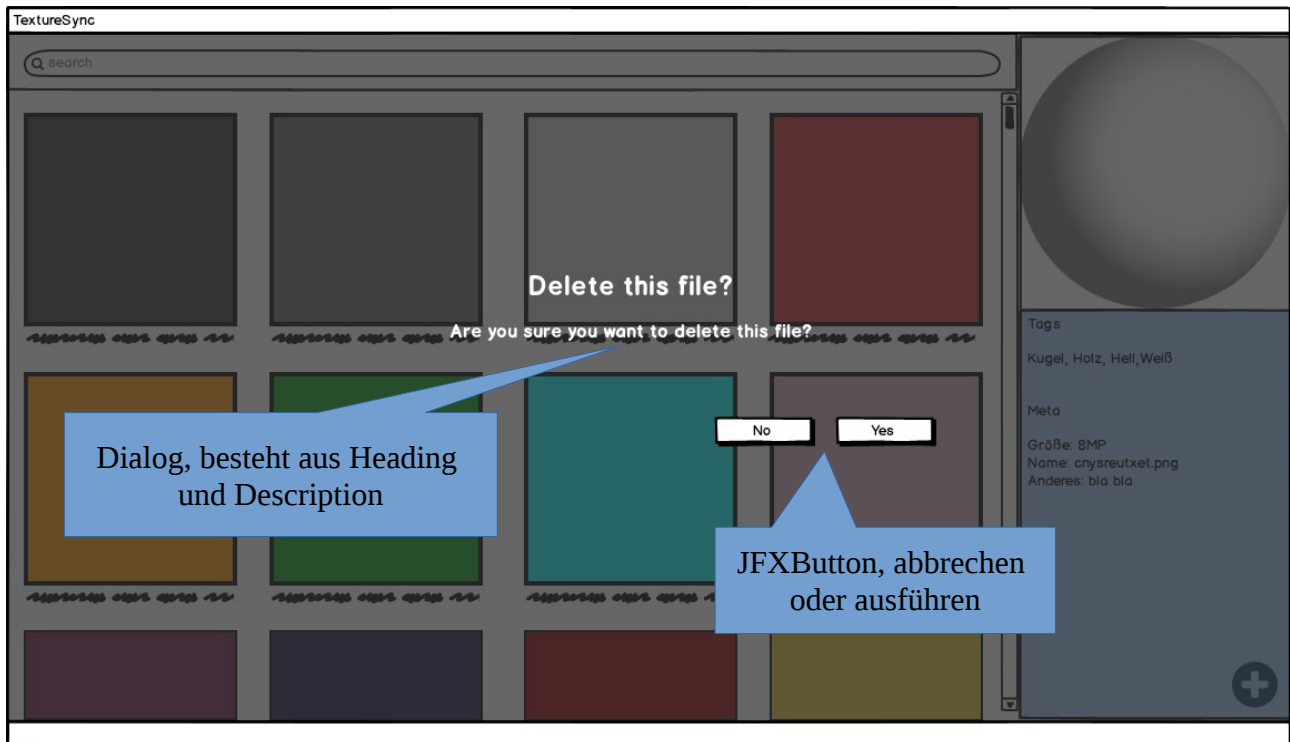 TextureSync
search
Delete this file?
Are you sure you want to delete this file?
Tags
Kugel, Holz, Hell,Weiß
Meta
Größe: 8MP
Name: cnysreutxet.png
Anderes: bla bla
No
Yes
Dialog, besteht aus Heading
und Description
JFXButton, abbrechen
oder ausführen